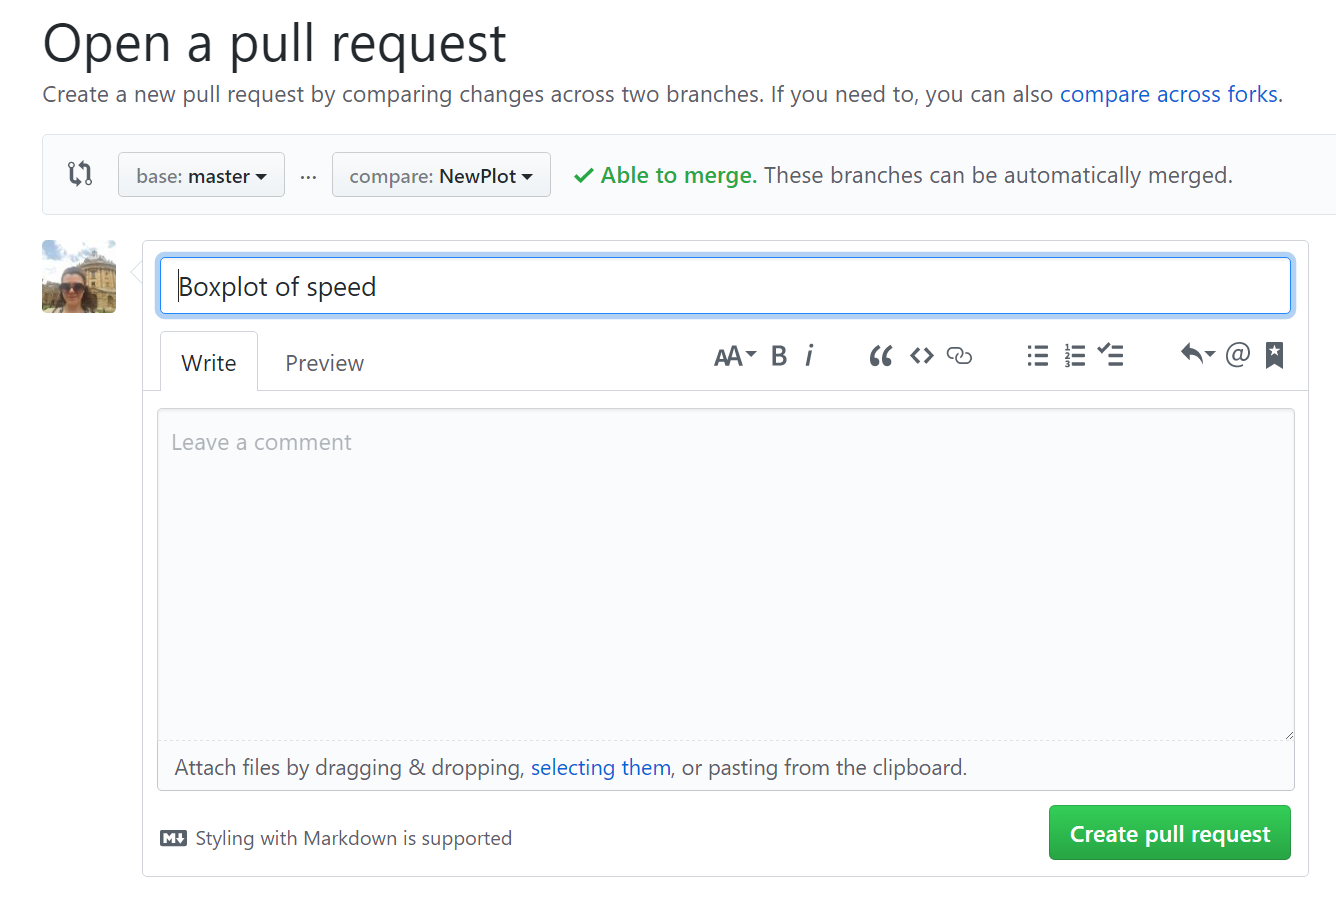 Open a pull request
Create a new pull request by comparing changes across two branches. If you need to, you can also compare across forks.
base: master ... compare: NewPlot Able to merge. These branches can be automatically merged.
Boxplot of speed
Write Preview AA B i
Leave a comment
Attach files by dragging & dropping, selecting them, or pasting from the clipboard.
Styling with Markdown is supported
Create pull request